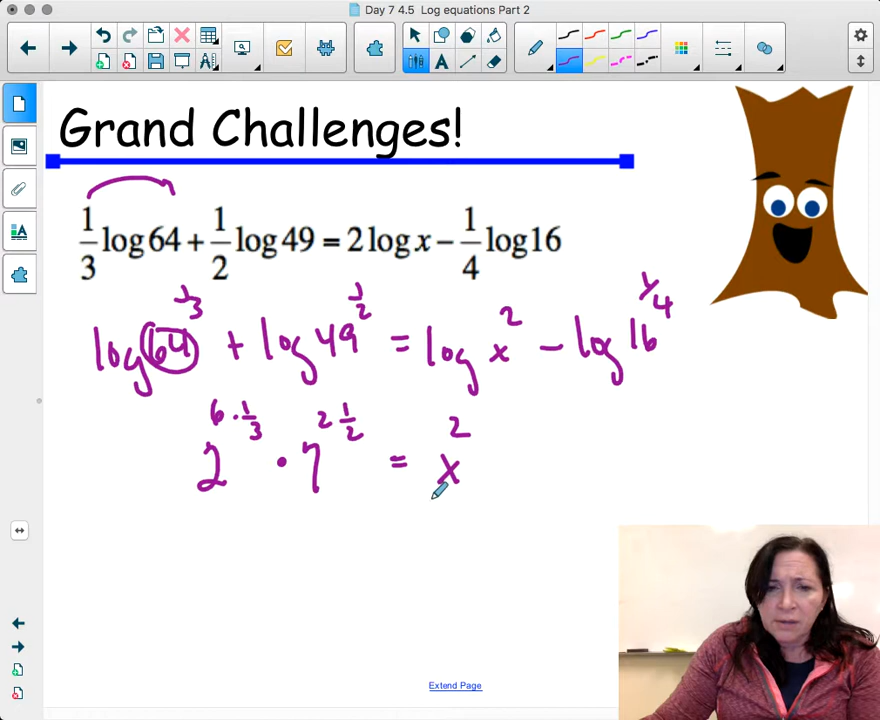 Day 7 4.5 Log equations Part 2
Grand Challenges!
1/3 log 64 + 1/2 log 49 = 2 log x − 1/4 log 16
log 64^1/3 + log 49^1/2 = log x^2 − log 16^1/4
2^6·1/3 · 7^2 1/2 = x^2
Extend Page